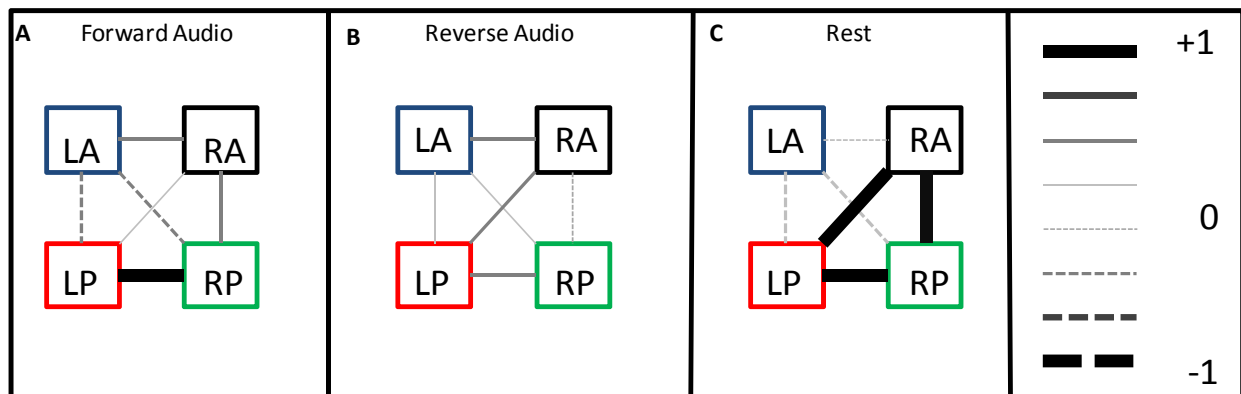 A Forward Audio
B Reverse Audio
C Rest
+1
LA RA
LP RP
LA RA
LP RP
LA RA
LP RP
0
-1